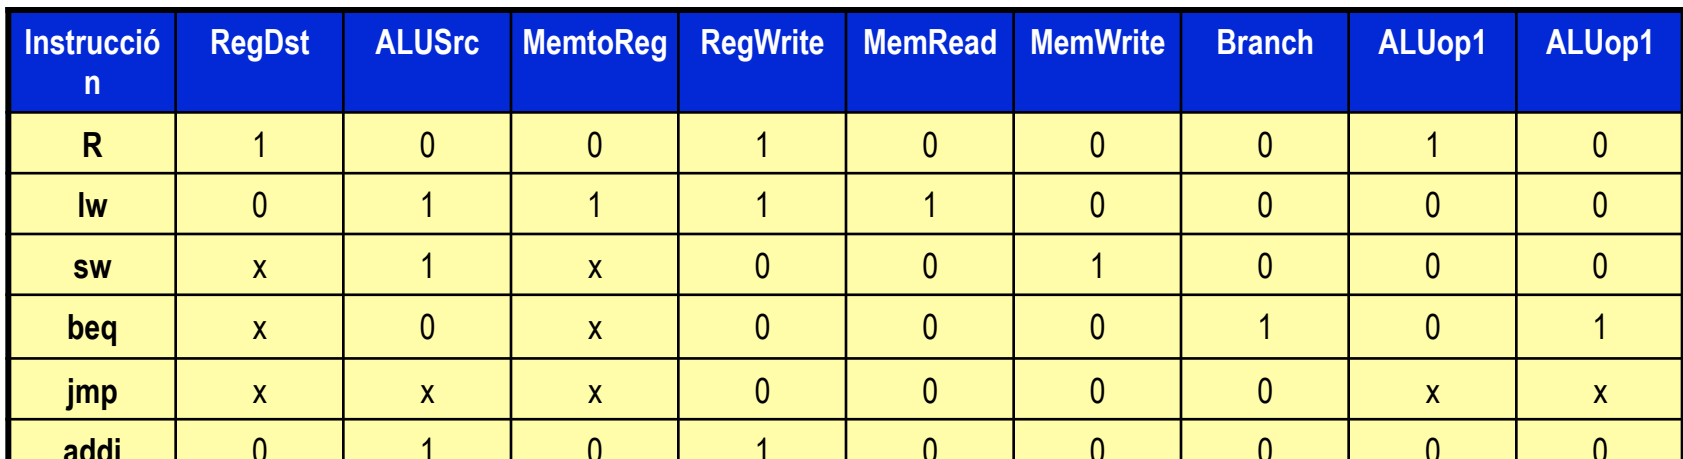 Instrucción RegDst ALUSrc MemtoReg RegWrite MemRead MemWrite Branch ALUop1 ALUop1
R 1 0 0 1 0 0 0 1 0
lw 0 1 1 1 1 0 0 0 0
sw x 1 x 0 0 1 0 0 0
beq x 0 x 0 0 0 1 0 1
jmp x x x 0 0 0 0 x x
addi 0 1 0 1 0 0 0 0 0